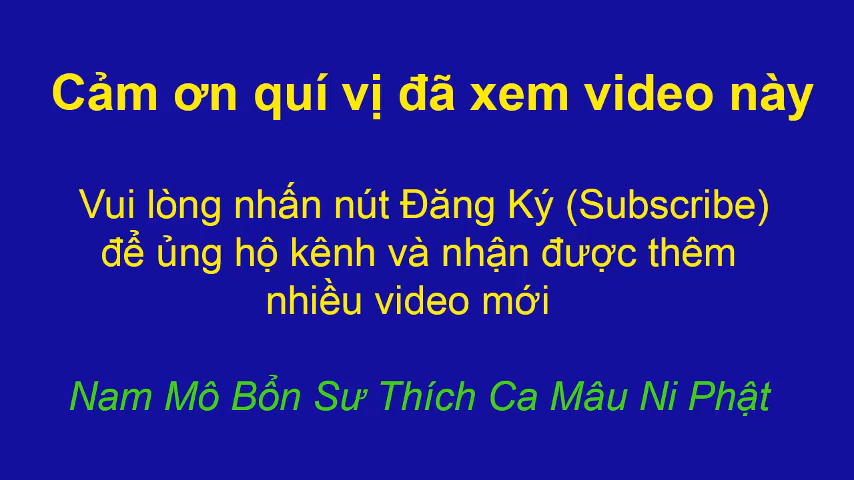 Cảm ơn quí vị đã xem video này
Vui lòng nhấn nút Đăng Ký (Subscribe)
để ủng hộ kênh và nhận được thêm
nhiều video mới
Nam Mô Bổn Sư Thích Ca Mâu Ni Phật